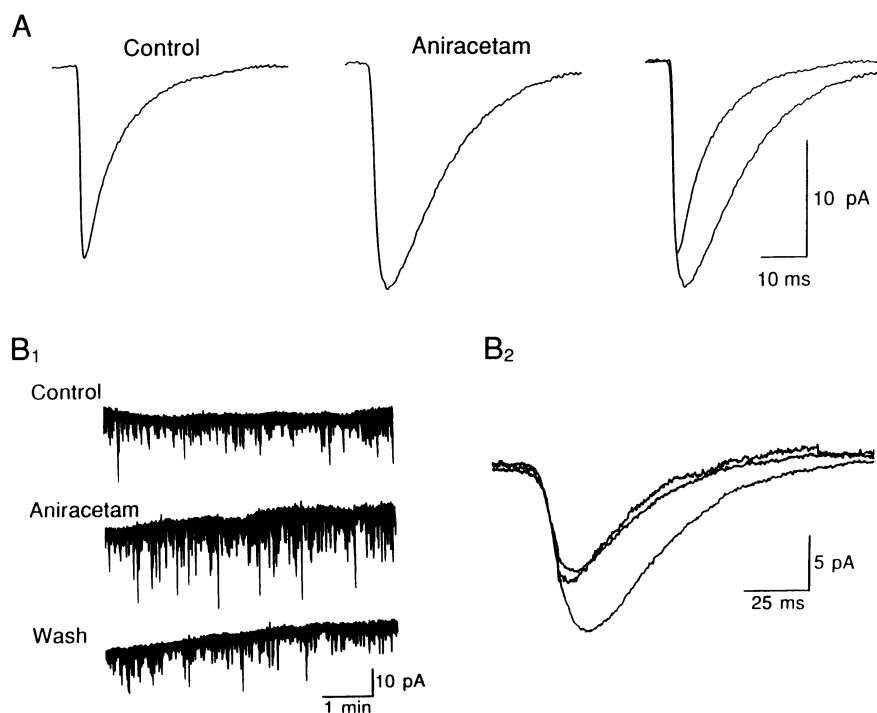 A
Control
Aniracetam
10 pA
10 ms
B₁
Control
Aniracetam
Wash
10 pA
1 min
B₂
5 pA
25 ms